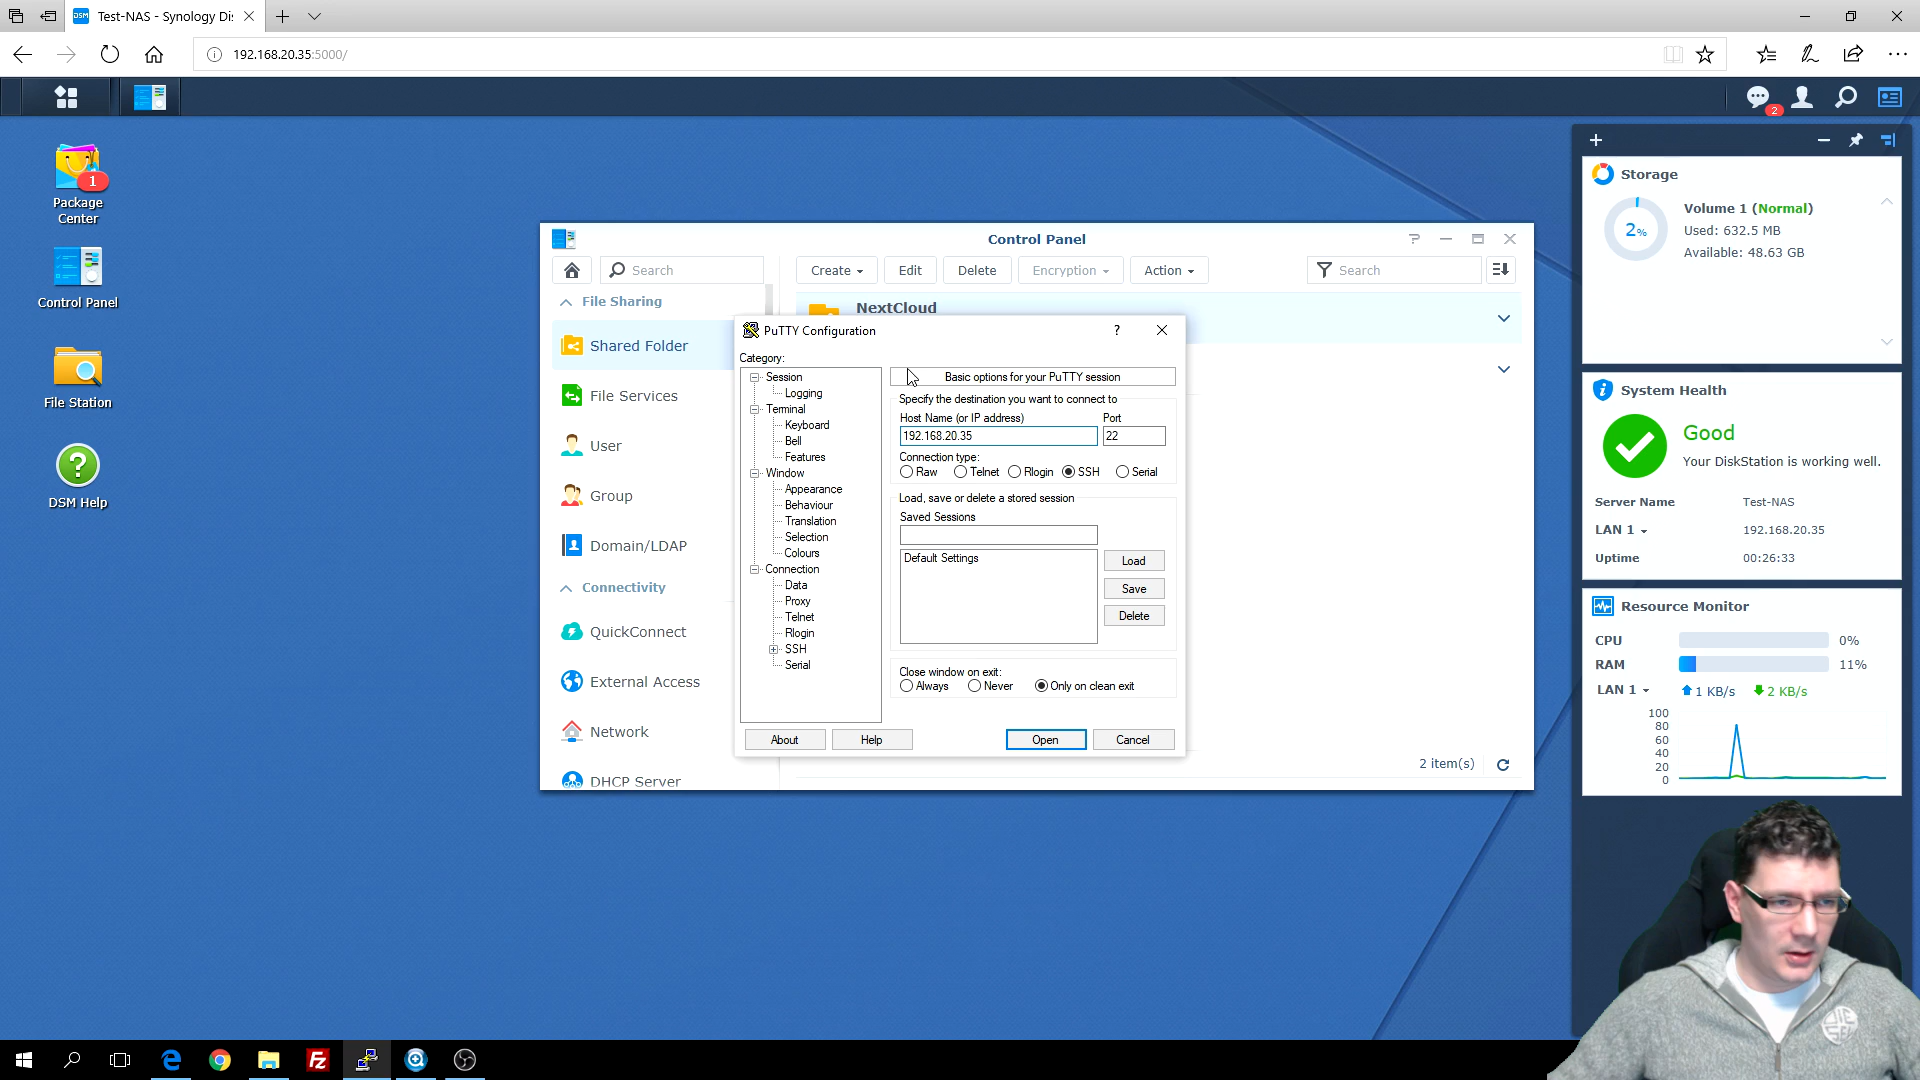 Test-NAS - Synology Di:
192.168.20.35:5000/
2
1
Package
Center
Control Panel
File Station
DSM Help
Control Panel
Search
Create
Edit
Delete
Encryption
Action
Search
File Sharing
Shared Folder
File Services
User
Group
Domain/LDAP
Connectivity
QuickConnect
External Access
Network
DHCP Server
NextCloud
2 item(s)
PuTTY Configuration
?
Category:
Session
Logging
Terminal
Keyboard
Bell
Features
Window
Appearance
Behaviour
Translation
Selection
Colours
Connection
Data
Proxy
Telnet
Rlogin
SSH
Serial
Basic options for your PuTTY session
Specify the destination you want to connect to
Host Name (or IP address) Port
192.168.20.35 22
Connection type:
Raw Telnet Rlogin SSH Serial
Load, save or delete a stored session
Saved Sessions
Default Settings
Load
Save
Delete
Close window on exit:
Always Never Only on clean exit
About Help Open Cancel
Storage
2%
Volume 1 (Normal)
Used: 632.5 MB
Available: 48.63 GB
System Health
Good
Your DiskStation is working well.
Server Name Test-NAS
LAN 1 192.168.20.35
Uptime 00:26:33
Resource Monitor
CPU 0%
RAM 11%
LAN 1 1 KB/s 2 KB/s
100
80
60
40
20
0